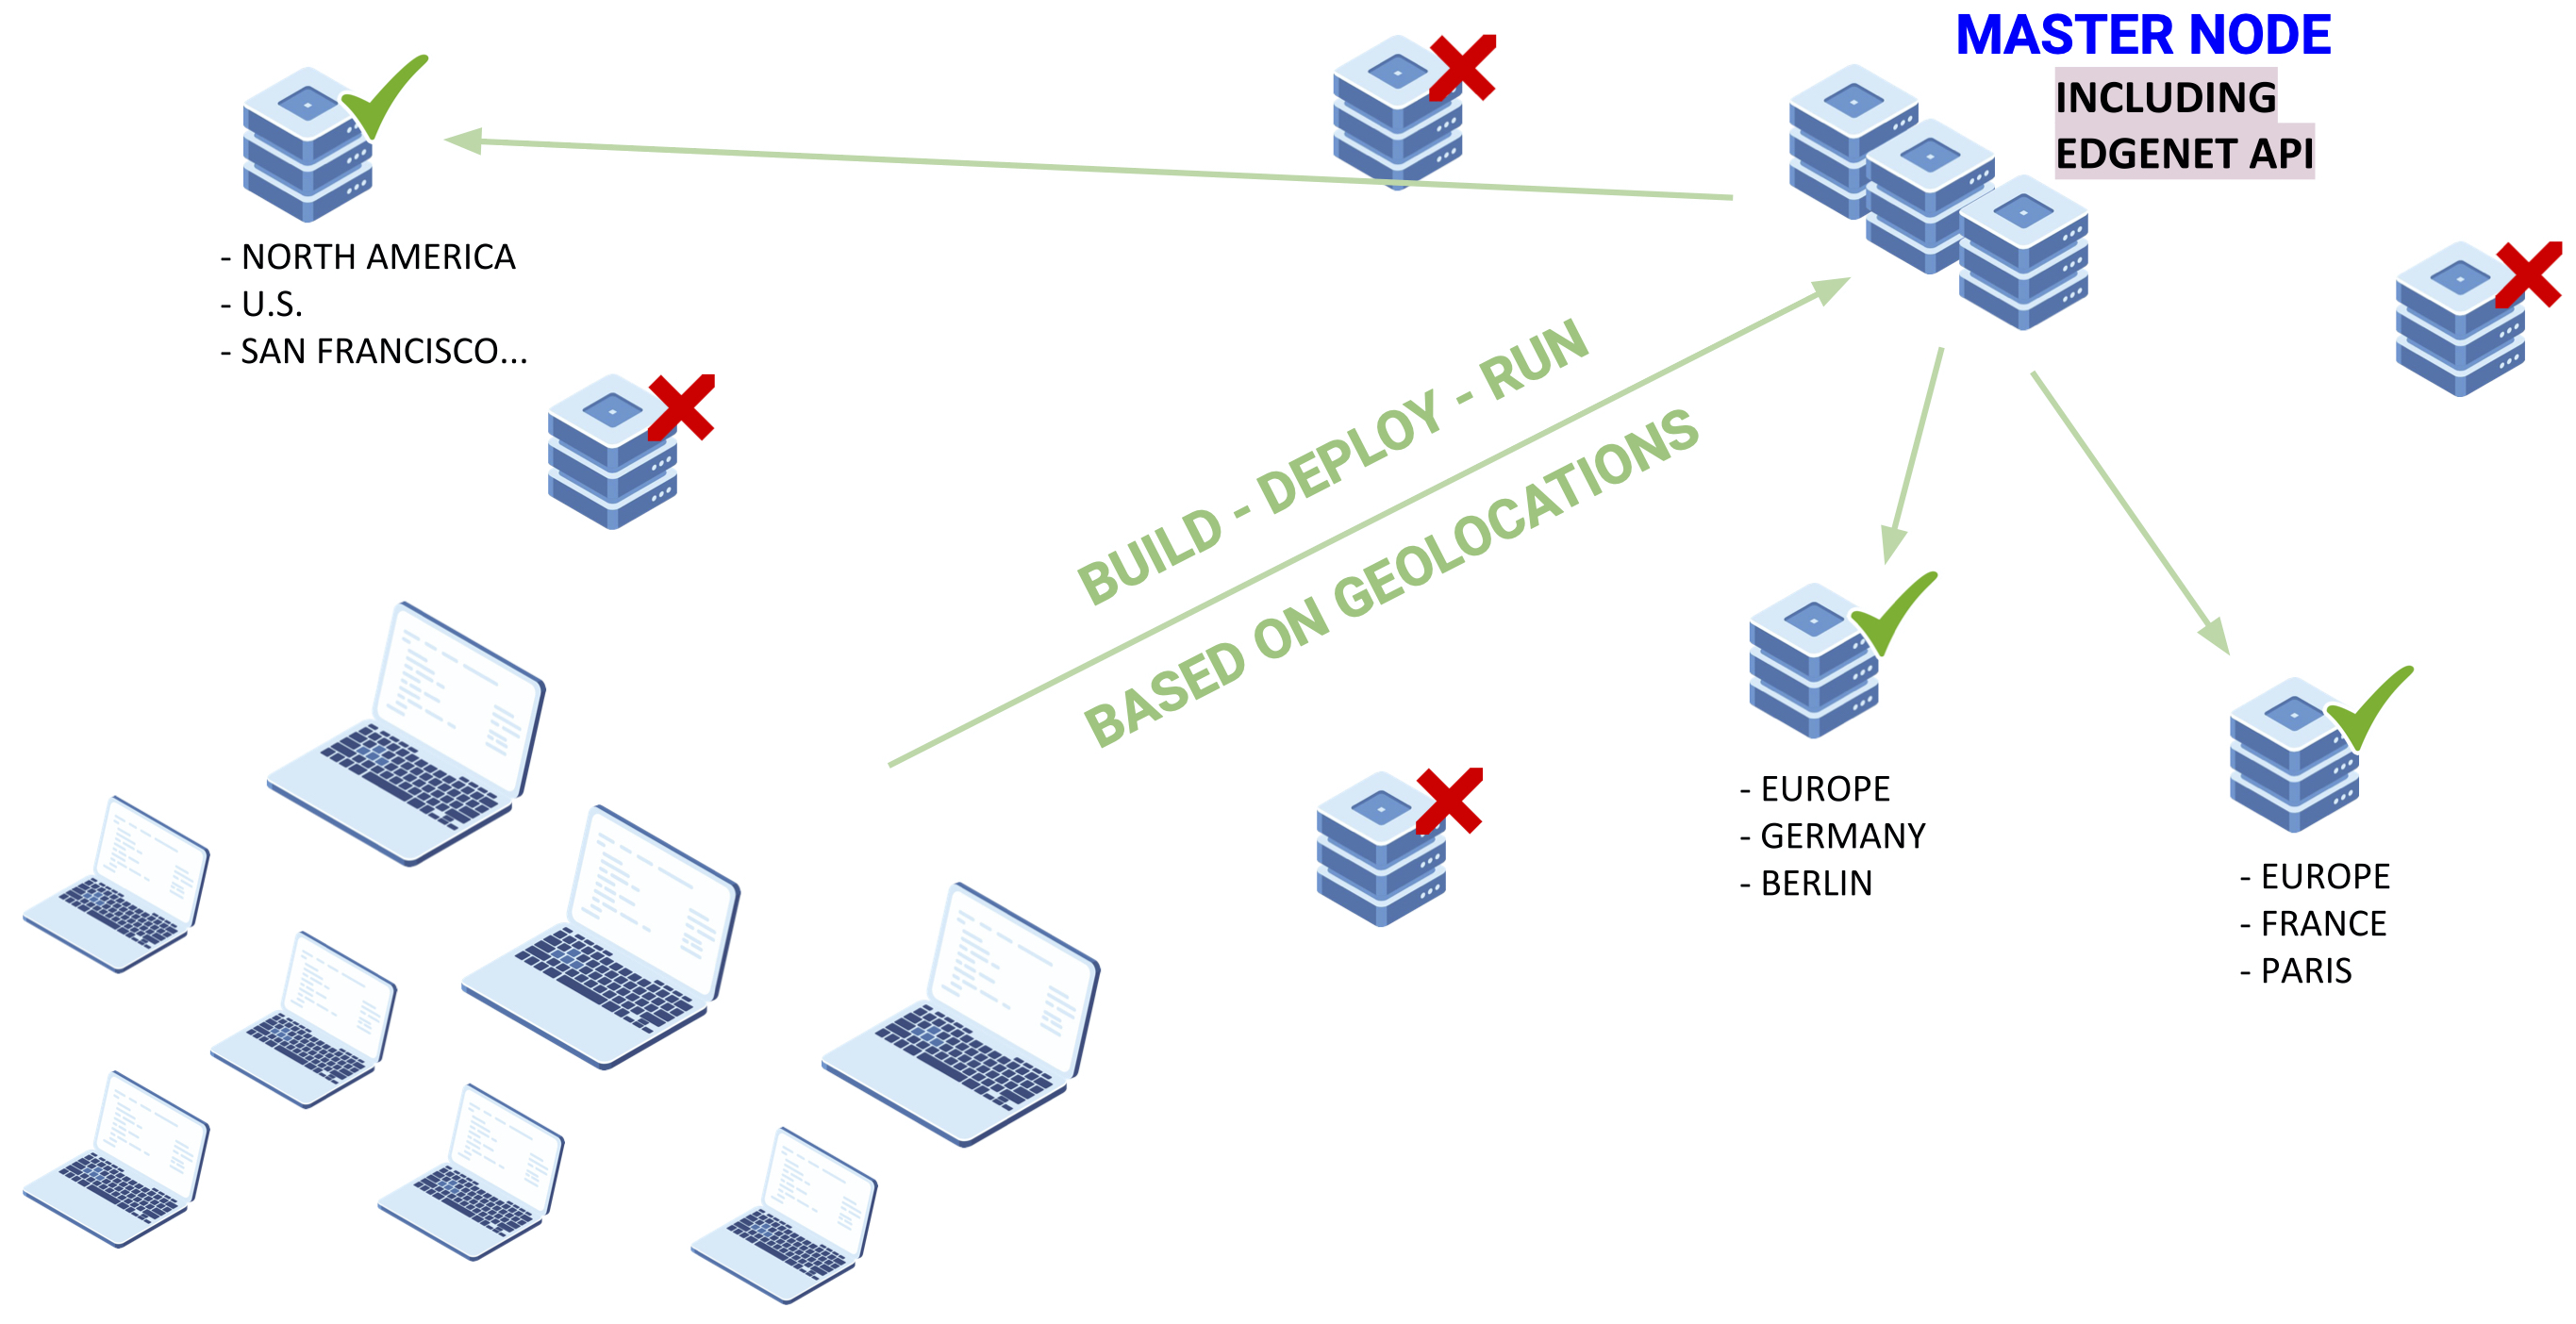 MASTER NODE
INCLUDING
EDGENET API
- NORTH AMERICA
- U.S.
- SAN FRANCISCO...
BUILD - DEPLOY - RUN
BASED ON GEOLOCATIONS
- EUROPE
- GERMANY
- BERLIN
- EUROPE
- FRANCE
- PARIS